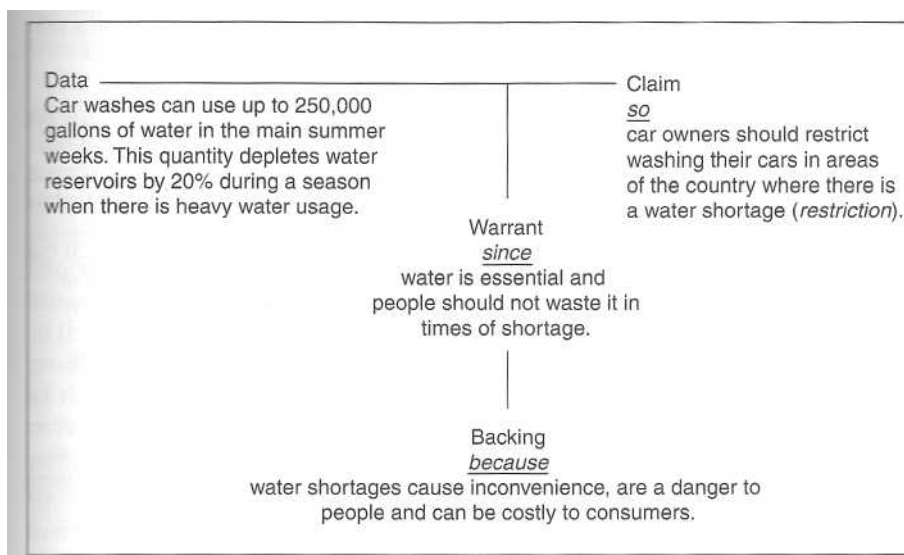 Data
Car washes can use up to 250,000
gallons of water in the main summer
weeks. This quantity depletes water
reservoirs by 20% during a season
when there is heavy water usage.
Claim
so
car owners should restrict
washing their cars in areas
of the country where there is
a water shortage (restriction).
Warrant
since
water is essential and
people should not waste it in
times of shortage.
Backing
because
water shortages cause inconvenience, are a danger to
people and can be costly to consumers.